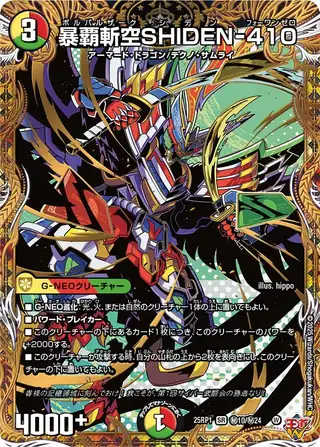 3
ボルバルザーク シデン フォーワンゼロ
暴覇斬空SHIDEN-410
アーマード・ドラゴン/テクノ・サムライ
illus. hippo
G-NEOクリーチャー
■G-NEO進化:光、火、または自然のクリーチャー1体の上に置いてもよい。
■パワード・ブレイカー
■このクリーチャーの下にあるカード1枚につき、このクリーチャーのパワーを
+2000する。
■このクリーチャーが攻撃する時、自分の山札の上から2枚を表向きにし、このク
リーチャーの下に置いてもよい。
4000+
1
25RP1 SR